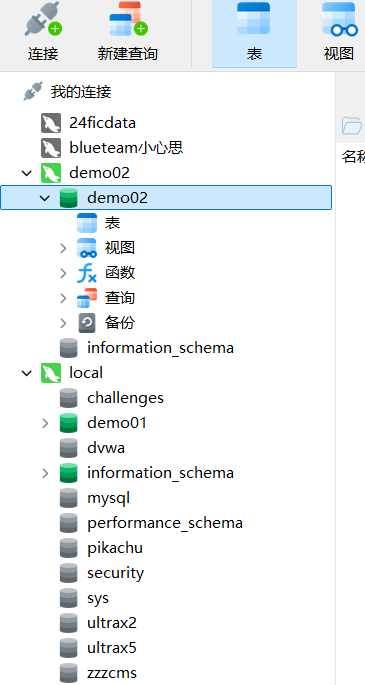 连接 新建查询 表 视图
我的连接
24ficdata
blueteam小心思
名称
demo02
demo02
表
视图
函数
查询
备份
information_schema
local
challenges
demo01
dvwa
information_schema
mysql
performance_schema
pikachu
security
sys
ultrax2
ultrax5
zzzcms